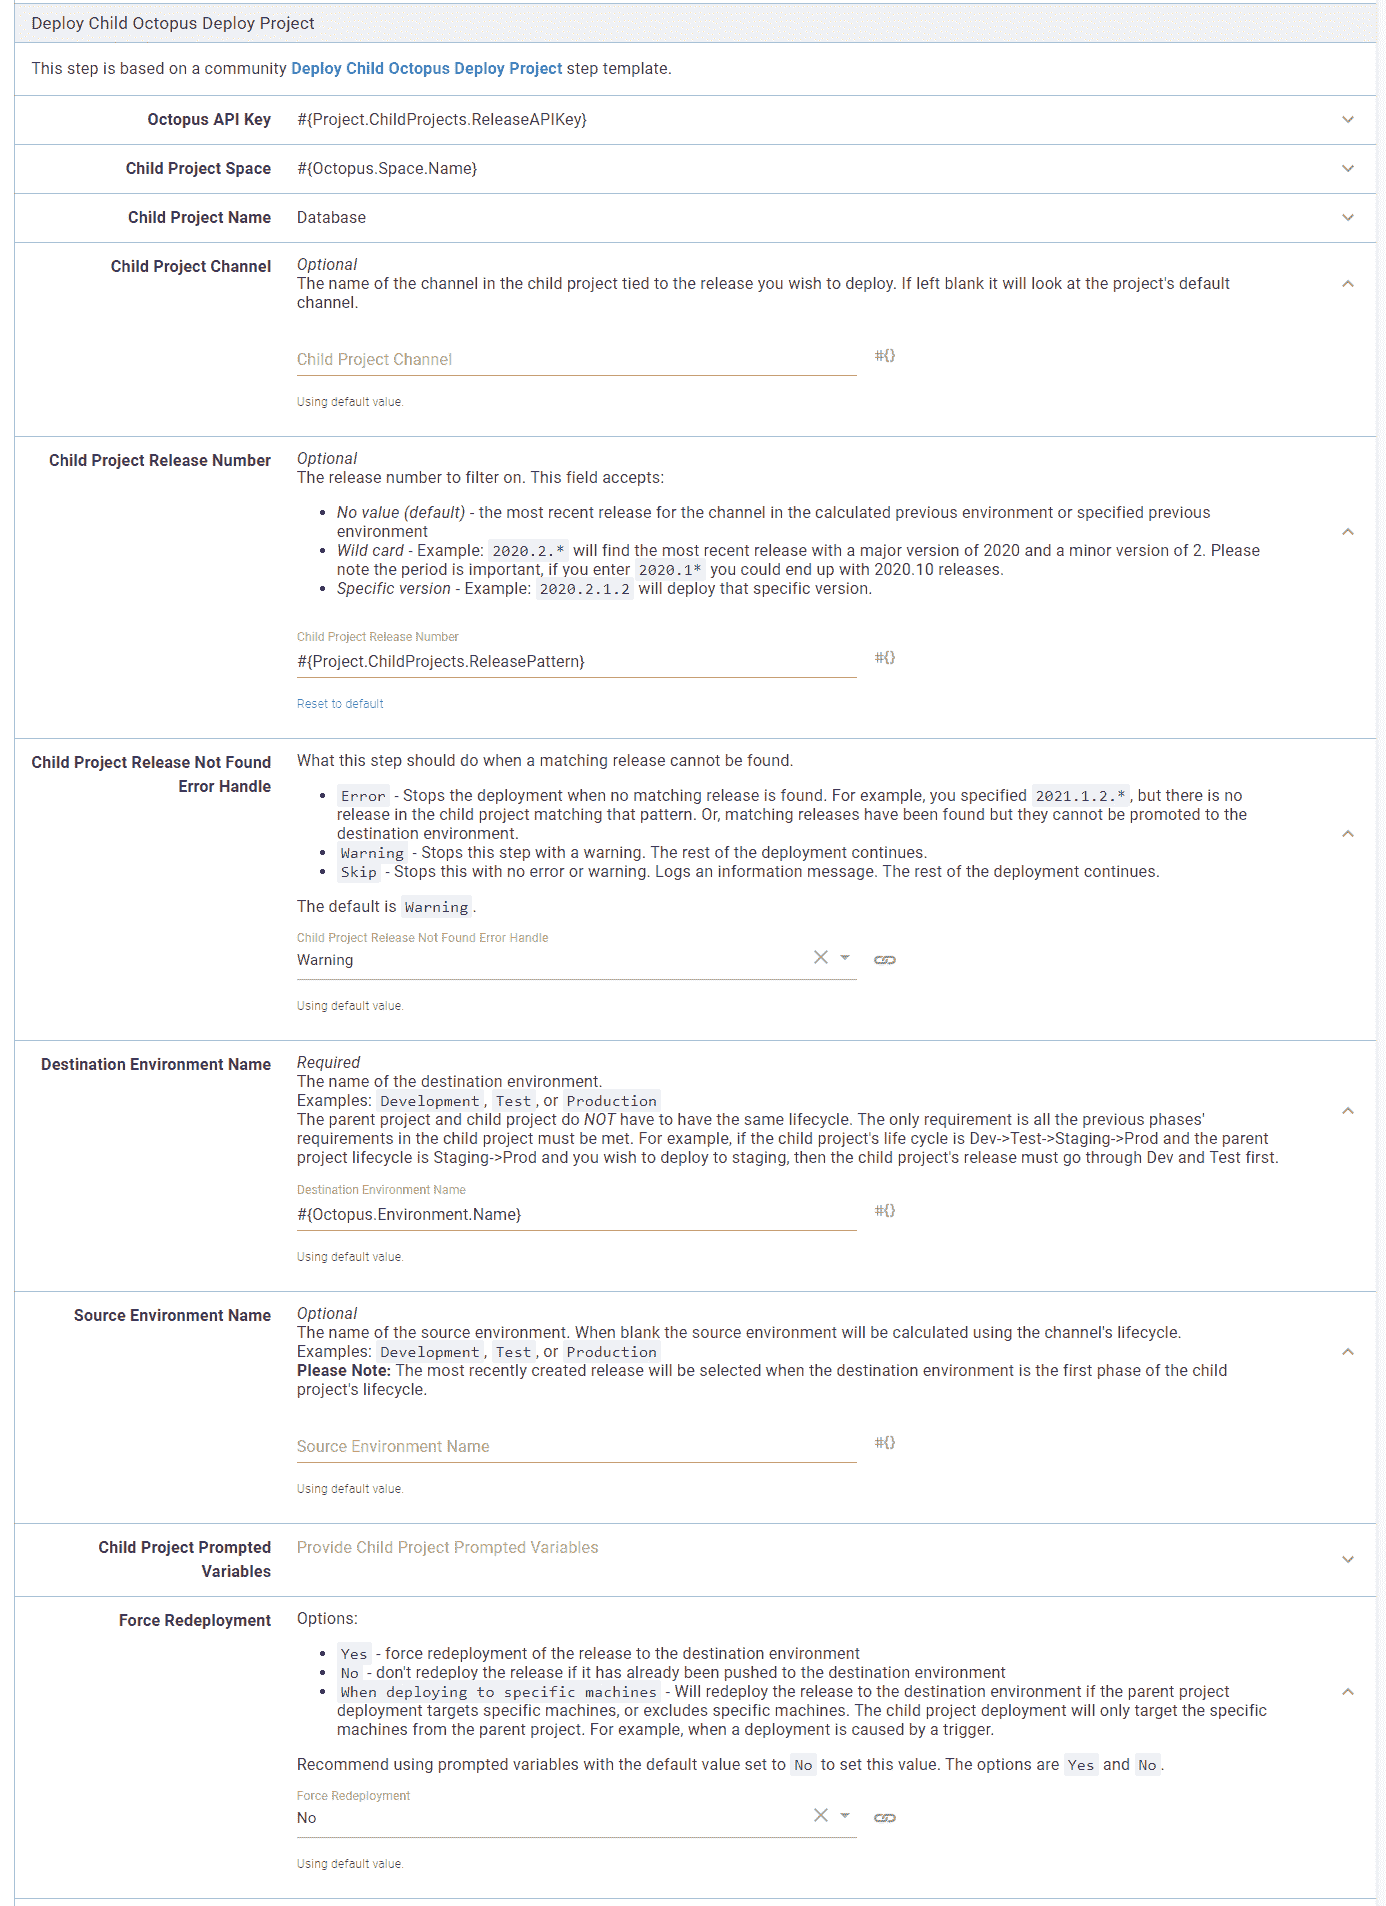 Deploy Child Octopus Deploy Project
This step is based on a community Deploy Child Octopus Deploy Project step template.
Octopus API Key #{Project.ChildProjects.ReleaseAPIKey}
Child Project Space #{Octopus.Space.Name}
Child Project Name Database
Child Project Channel Optional
The name of the channel in the child project tied to the release you wish to deploy. If left blank it will look at the project's default
channel.
Child Project Channel #{}
Using default value.
Child Project Release Number Optional
The release number to filter on. This field accepts:
• No value (default) - the most recent release for the channel in the calculated previous environment or specified previous
environment
• Wild card - Example: 2020.2.* will find the most recent release with a major version of 2020 and a minor version of 2. Please
note the period is important, if you enter 2020.1* you could end up with 2020.10 releases.
• Specific version - Example: 2020.2.1.2 will deploy that specific version.
Child Project Release Number
#{Project.ChildProjects.ReleasePattern} #{}
Reset to default
Child Project Release Not Found What this step should do when a matching release cannot be found.
Error Handle
• Error - Stops the deployment when no matching release is found. For example, you specified 2021.1.2.*, but there is no
release in the child project matching that pattern. Or, matching releases have been found but they cannot be promoted to the
destination environment.
• Warning - Stops this step with a warning. The rest of the deployment continues.
• Skip - Stops this with no error or warning. Logs an information message. The rest of the deployment continues.
The default is Warning.
Child Project Release Not Found Error Handle
Warning
Using default value.
Destination Environment Name Required
The name of the destination environment.
Examples: Development, Test, or Production
The parent project and child project do NOT have to have the same lifecycle. The only requirement is all the previous phases'
requirements in the child project must be met. For example, if the child project's life cycle is Dev->Test->Staging->Prod and the parent
project lifecycle is Staging->Prod and you wish to deploy to staging, then the child project's release must go through Dev and Test first.
Destination Environment Name
#{Octopus.Environment.Name} #{}
Using default value.
Source Environment Name Optional
The name of the source environment. When blank the source environment will be calculated using the channel's lifecycle.
Examples: Development, Test, or Production
Please Note: The most recently created release will be selected when the destination environment is the first phase of the child
project's lifecycle.
Source Environment Name #{}
Using default value.
Child Project Prompted Provide Child Project Prompted Variables
Variables
Force Redeployment Options:
• Yes - force redeployment of the release to the destination environment
• No - don't redeploy the release if it has already been pushed to the destination environment
• When deploying to specific machines - Will redeploy the release to the destination environment if the parent project
deployment targets specific machines, or excludes specific machines. The child project deployment will only target the specific
machines from the parent project. For example, when a deployment is caused by a trigger.
Recommend using prompted variables with the default value set to No to set this value. The options are Yes and No.
Force Redeployment
No
Using default value.